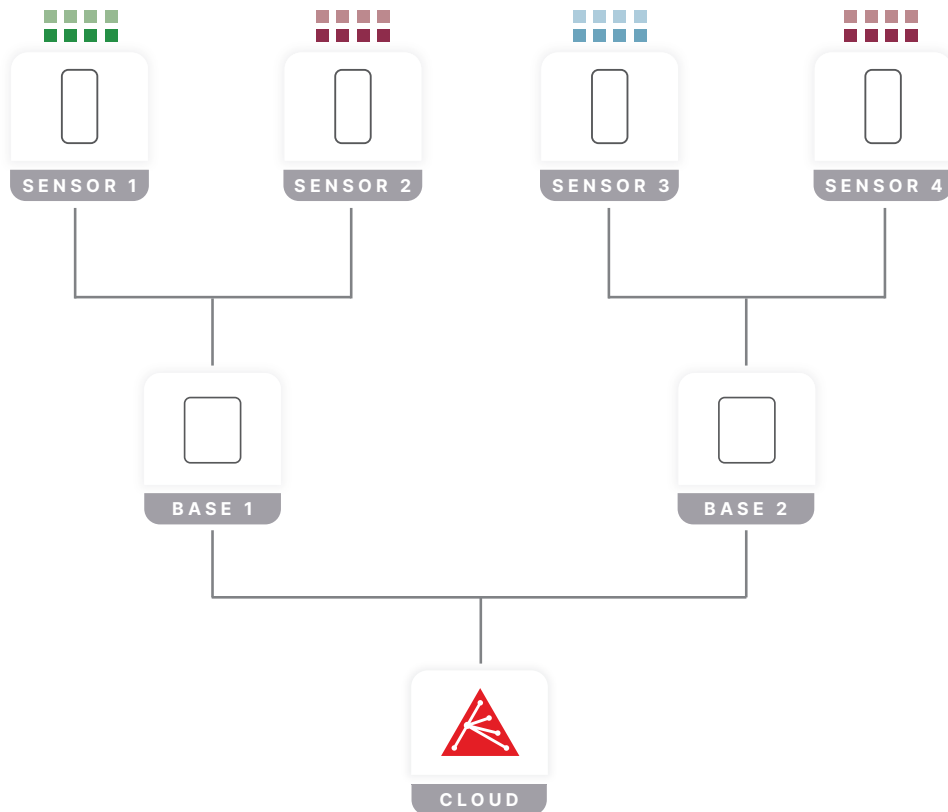 SENSOR 1
SENSOR 2
SENSOR 3
SENSOR 4
BASE 1
BASE 2
CLOUD